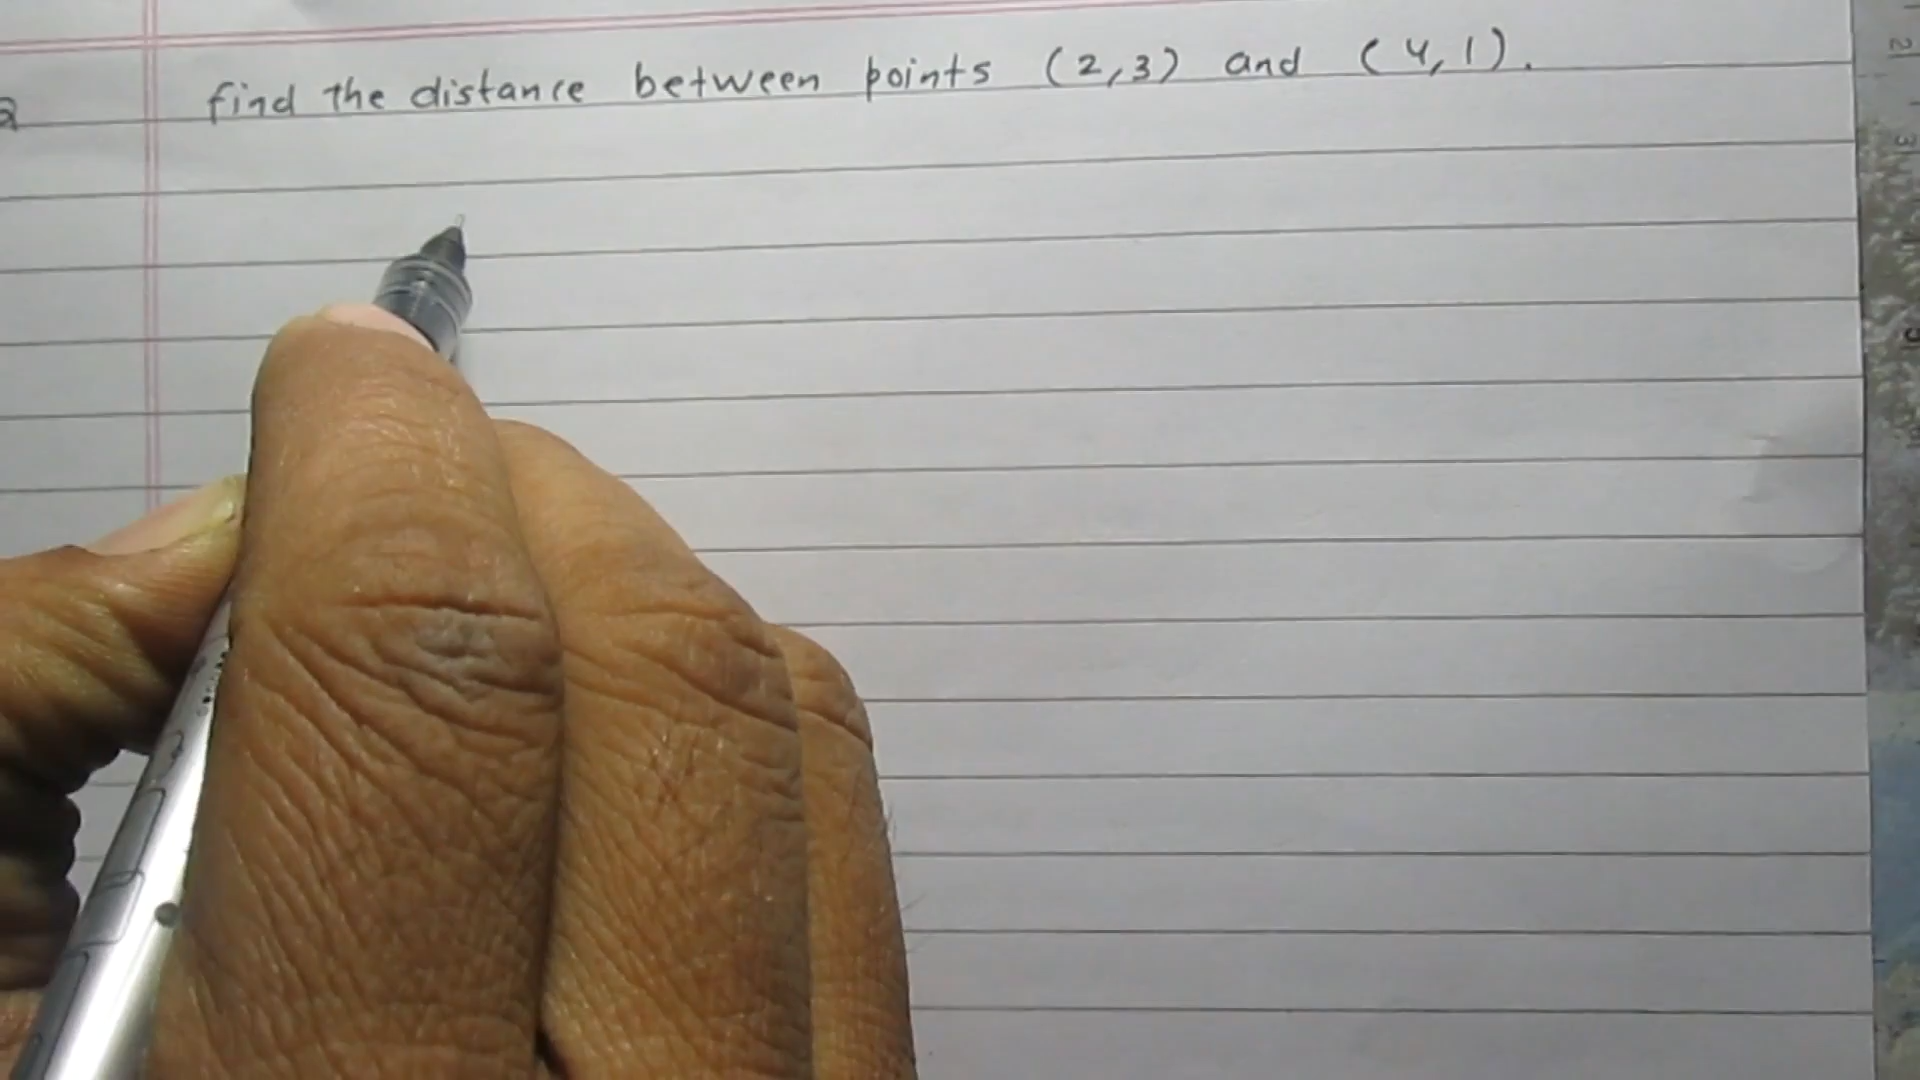 find the distance between points (2,3) and (4,1).